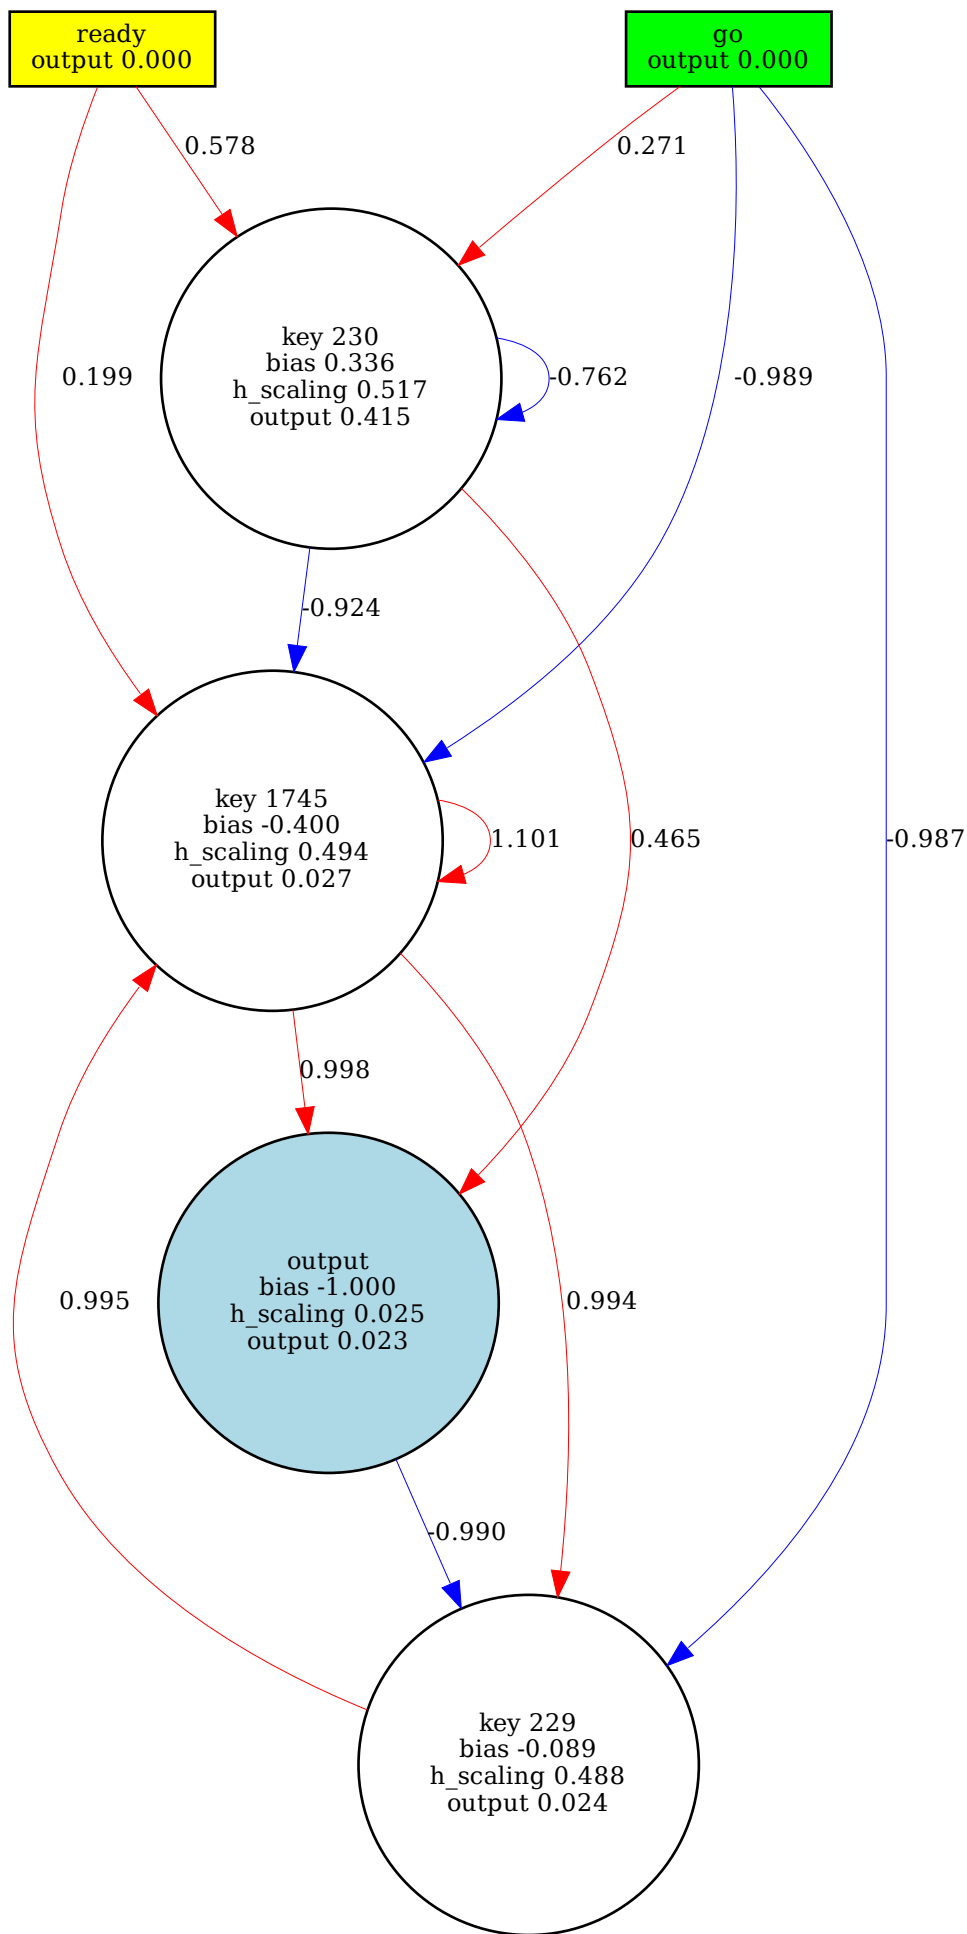 ready
output 0.000
go
output 0.000
0.578
0.271
key 230
bias 0.336
h_scaling 0.517
output 0.415
0.199
-0.762
-0.989
-0.924
key 1745
bias -0.400
h_scaling 0.494
output 0.027
1.101
0.465
-0.987
0.998
output
bias -1.000
h_scaling 0.025
output 0.023
0.995
0.994
-0.990
key 229
bias -0.089
h_scaling 0.488
output 0.024